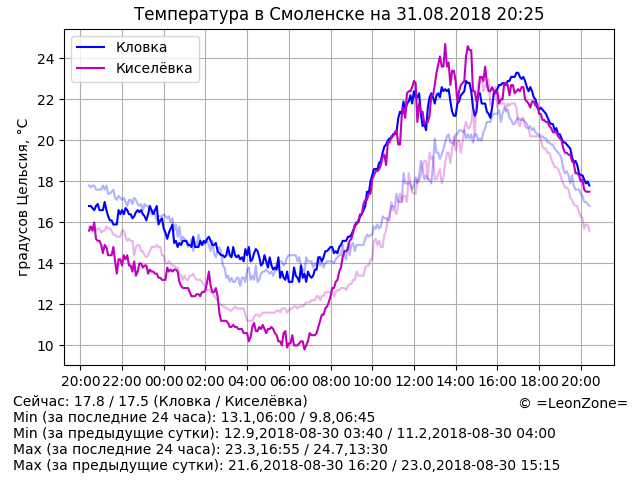 Температура в Смоленске на 31.08.2018 20:25
Кловка
Киселёвка
градусов Цельсия, °C
24
22
20
18
16
14
12
10
20:00 22:00 00:00 02:00 04:00 06:00 08:00 10:00 12:00 14:00 16:00 18:00 20:00
Сейчас: 17.8 / 17.5 (Кловка / Киселёвка)
© =LeonZone=
Min (за последние 24 часа): 13.1,06:00 / 9.8,06:45
Min (за предыдущие сутки): 12.9,2018-08-30 03:40 / 11.2,2018-08-30 04:00
Max (за последние 24 часа): 23.3,16:55 / 24.7,13:30
Max (за предыдущие сутки): 21.6,2018-08-30 16:20 / 23.0,2018-08-30 15:15